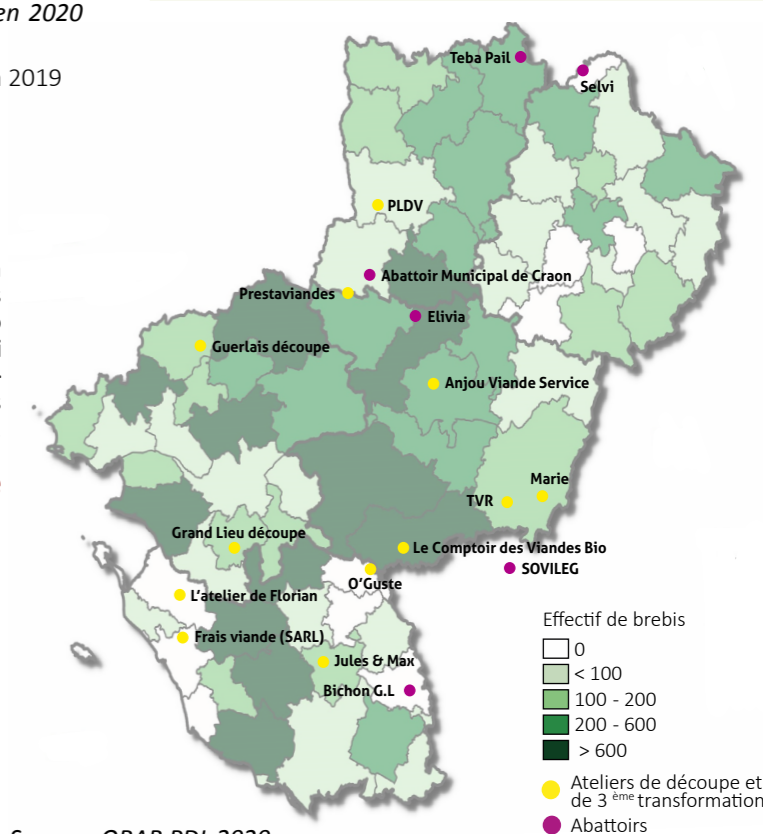 en 2020
2019
Teba Pail
Selvi
PLDV
Abattoir Municipal de Craon
Prestaviandes
Elivia
Guerlais découpe
Anjou Viande Service
Marie
TVR
Grand Lieu découpe
Le Comptoir des Viandes Bio
SOVILEG
O'Guste
L'atelier de Florian
Frais viande (SARL)
Jules & Max
Bichon G.L
Effectif de brebis
0
< 100
100 - 200
200 - 600
> 600
Ateliers de découpe et
de 3 ème transformation
Abattoirs